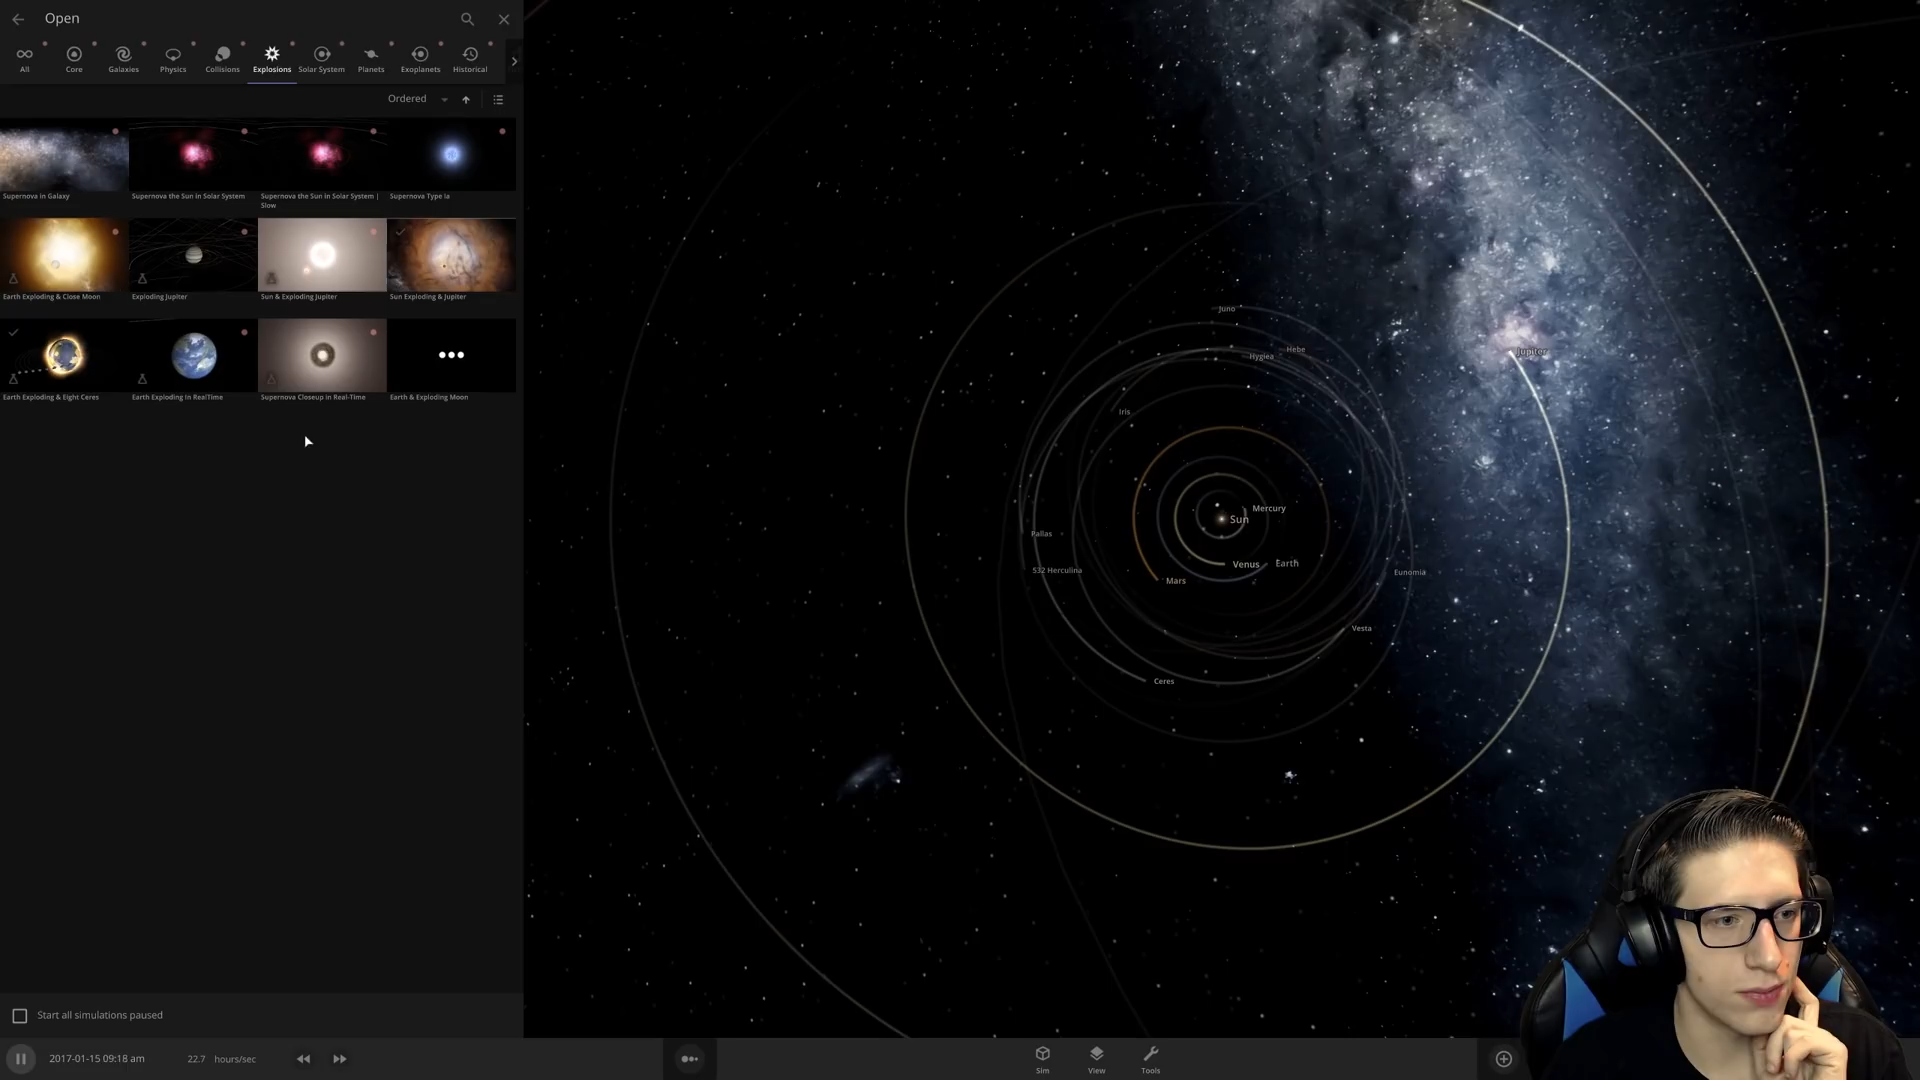 Open
All
Core
Galaxies
Physics
Collisions
Explosions
Solar System
Planets
Exoplanets
Historical
Ordered
Supernova in Galaxy
Supernova the Sun in Solar System
Supernova the Sun in Solar System |
Slow
Supernova Type Ia
Earth Exploding & Close Moon
Exploding Jupiter
Sun & Exploding Jupiter
Sun Exploding & Jupiter
Earth Exploding & Eight Ceres
Earth Exploding in RealTime
Supernova Closeup in Real-Time
Earth & Exploding Moon
Juno
Hebe
Hygiea
Jupiter
Iris
Mercury
Sun
Pallas
Venus
Earth
532 Herculina
Eunomia
Mars
Vesta
Ceres
Start all simulations paused
2017-01-15 09:18 am
22.7 hours/sec
Sim
View
Tools